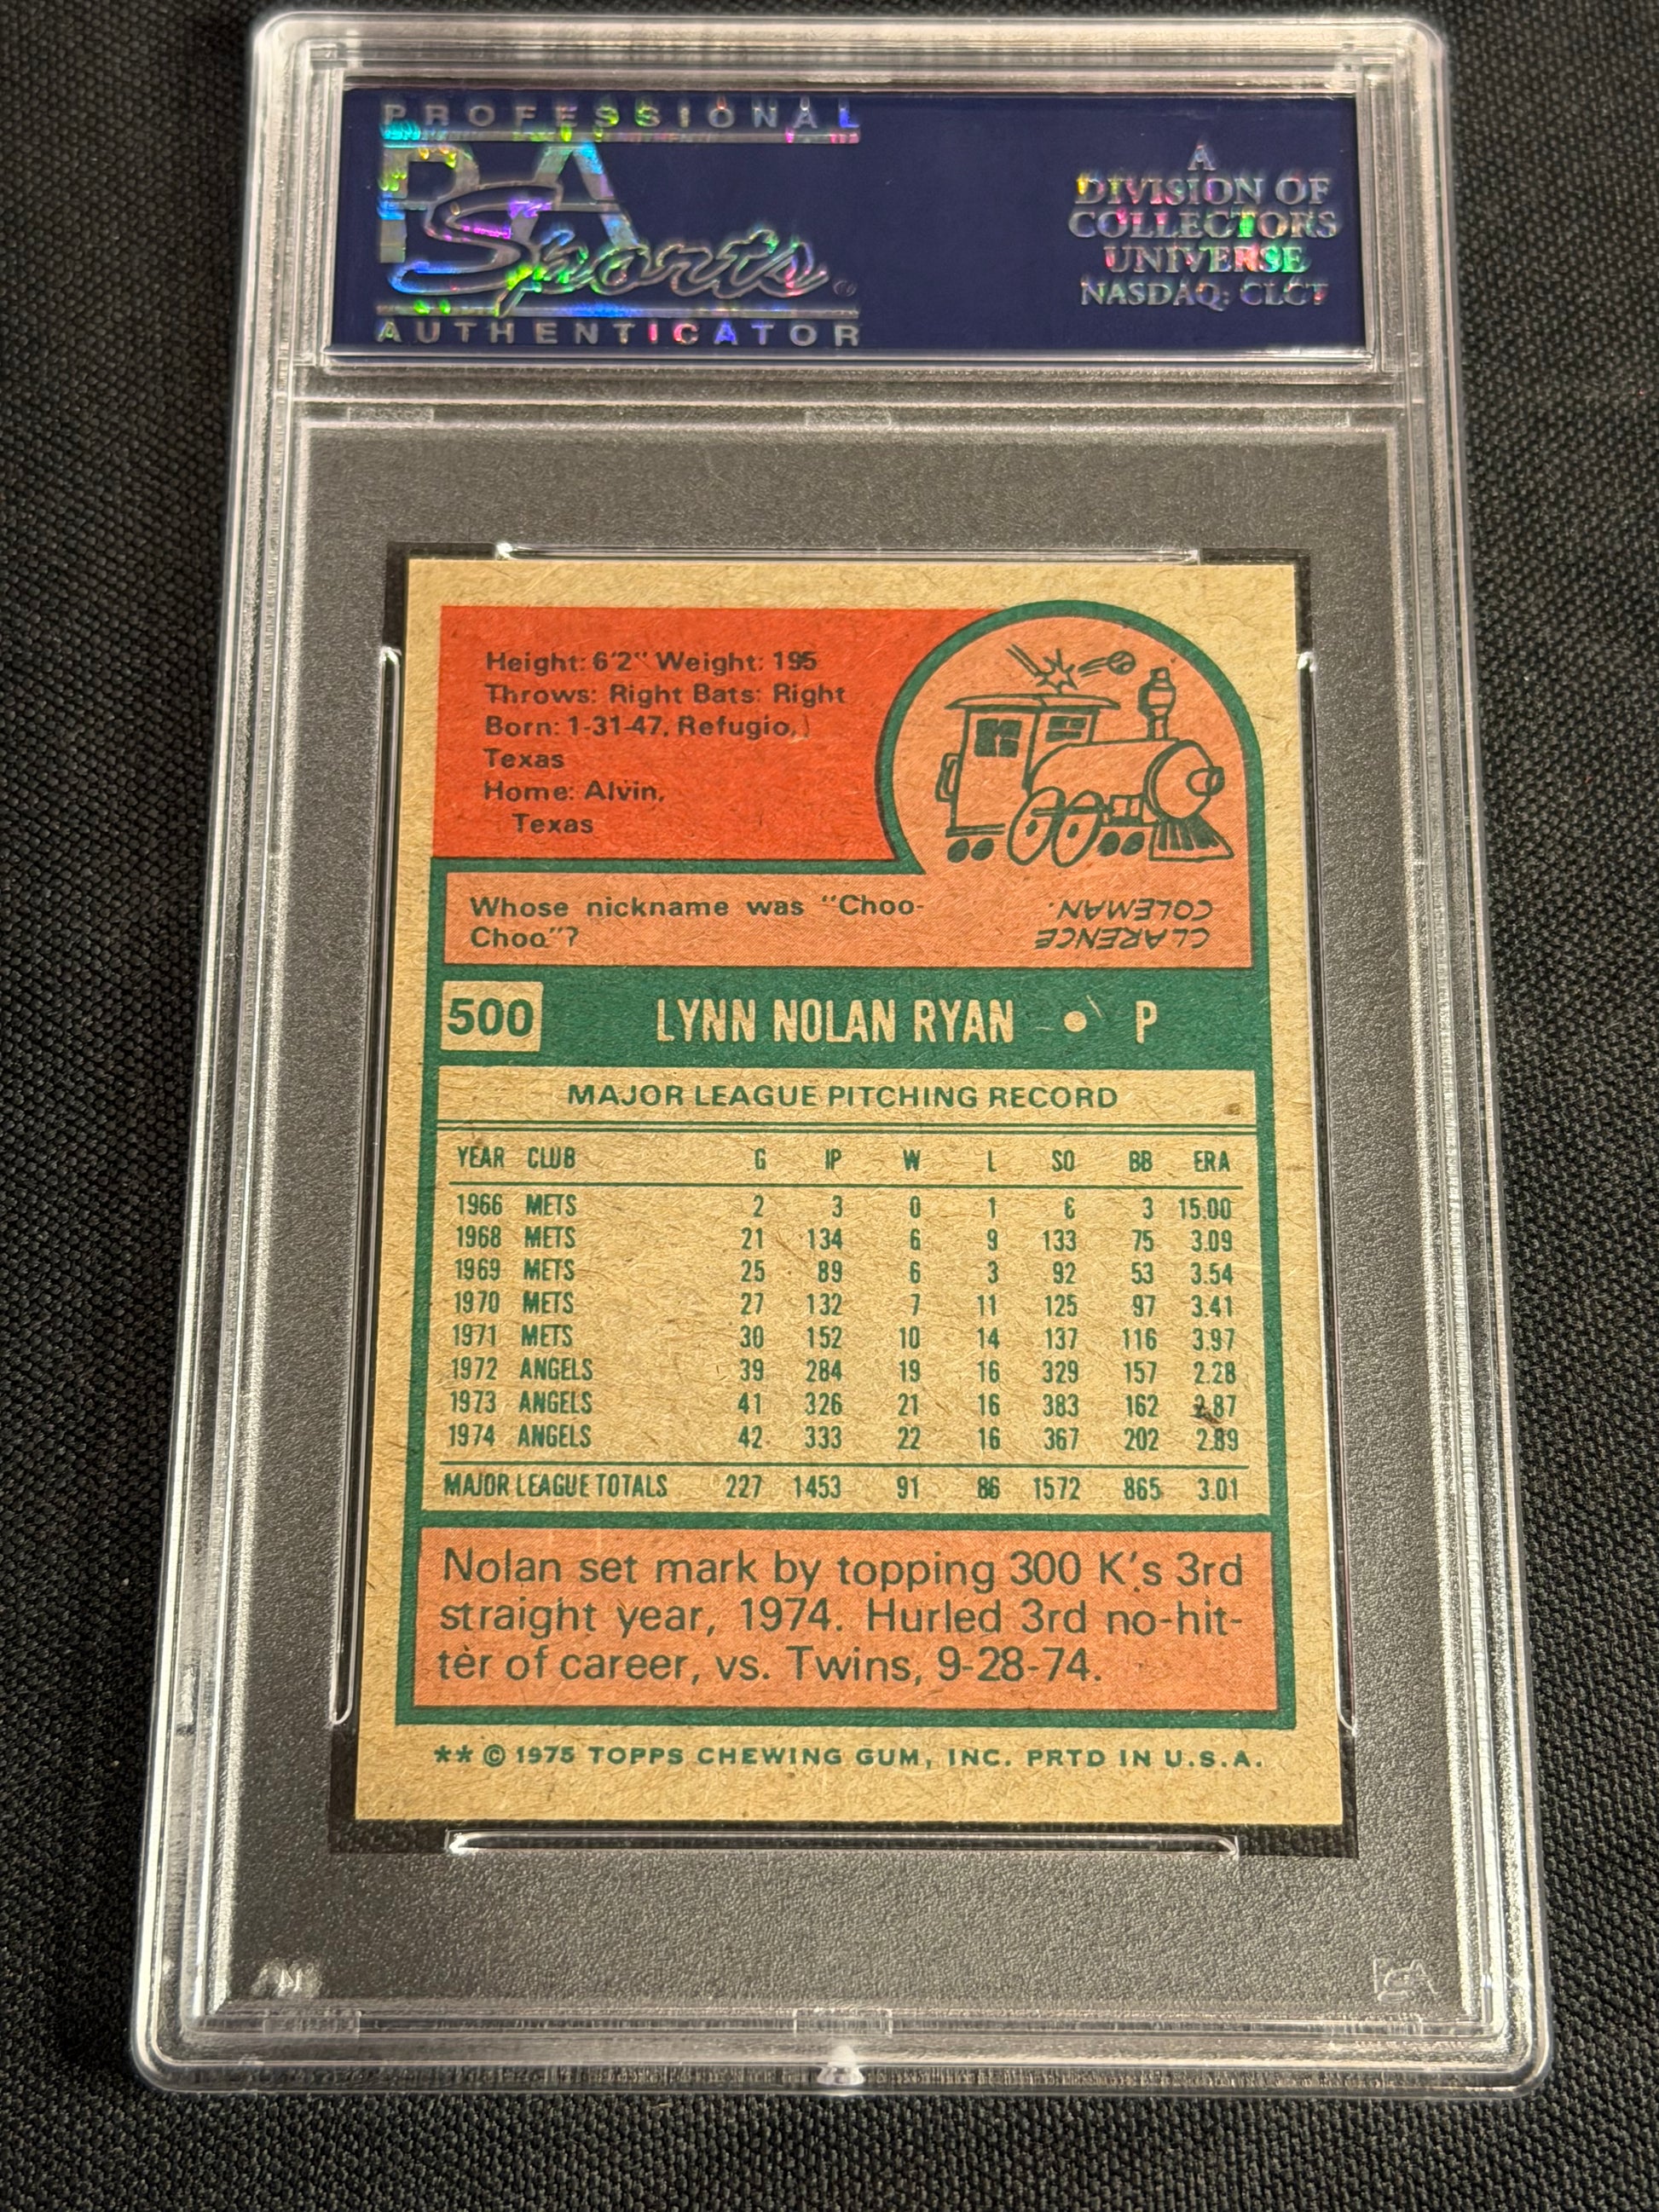 PROFESSIONAL
PSA
Sports
AUTHENTICATOR
A
DIVISION OF
COLLECTORS
UNIVERSE
NASDAQ: CLCT
Height: 6'2" Weight: 195
Throws: Right Bats: Right
Born: 1-31-47, Refugio,
Texas
Home: Alvin,
Texas
Whose nickname was "Choo-
Choo"?
CLARENCE
COLEMAN.
500 LYNN NOLAN RYAN • P
MAJOR LEAGUE PITCHING RECORD
YEAR CLUB G IP W L SO BB ERA
1966 METS 2 3 0 1 6 3 15.00
1968 METS 21 134 6 9 133 75 3.09
1969 METS 25 89 6 3 92 53 3.54
1970 METS 27 132 7 11 125 97 3.41
1971 METS 30 152 10 14 137 116 3.97
1972 ANGELS 39 284 19 16 329 157 2.28
1973 ANGELS 41 326 21 16 383 162 2.87
1974 ANGELS 42 333 22 16 367 202 2.89
MAJOR LEAGUE TOTALS 227 1453 91 86 1572 865 3.01
Nolan set mark by topping 300 K's 3rd
straight year, 1974. Hurled 3rd no-hit-
ter of career, vs. Twins, 9-28-74.
** © 1975 TOPPS CHEWING GUM, INC. PRTD IN U.S.A.
PSA